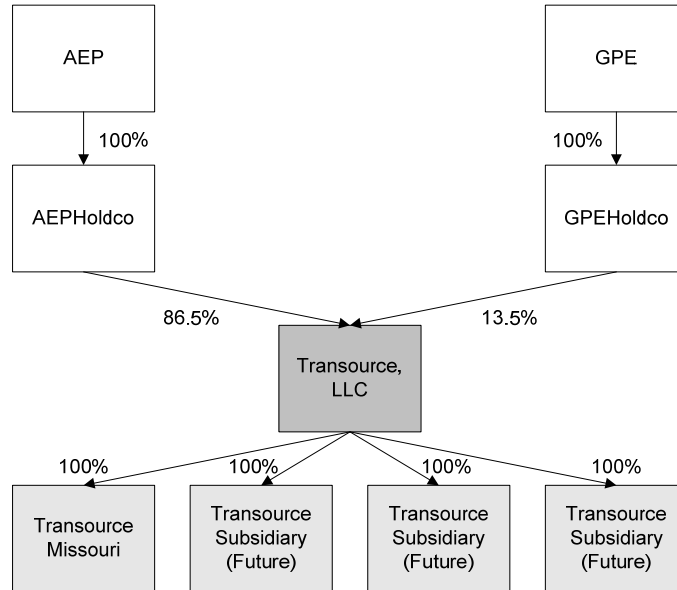 AEP
GPE
100%
100%
AEPHoldco
GPEHoldco
86.5%
13.5%
Transource,
LLC
100%
100%
100%
100%
Transource
Missouri
Transource
Subsidiary
(Future)
Transource
Subsidiary
(Future)
Transource
Subsidiary
(Future)